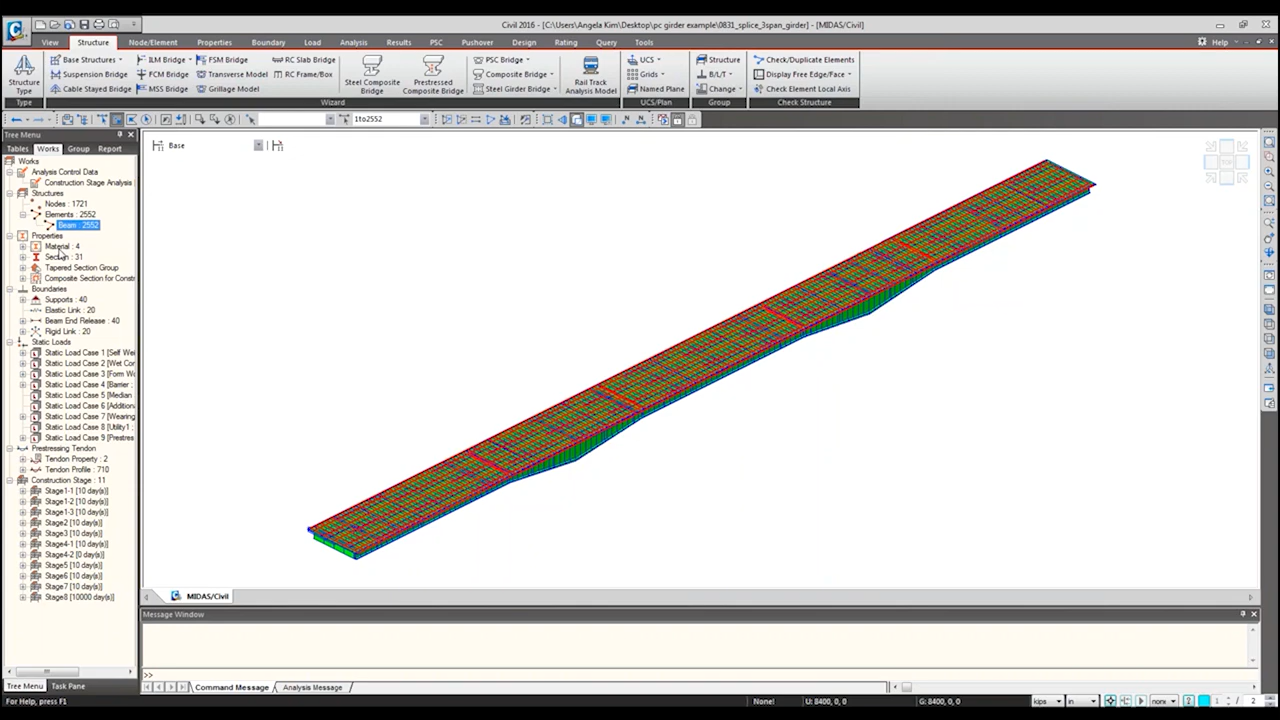 Civil 2016 - [C:\Users\Angela Kim\Desktop\pc girder example\0831_splice_3span_girder] - [MIDAS/Civil]
View Structure Node/Element Properties Boundary Load Analysis Results PSC Pushover Design Rating Query Tools Help
Structure Type
Base Structures
Suspension Bridge
Cable Stayed Bridge
ILM Bridge
FCM Bridge
MSS Bridge
FSM Bridge
Transverse Model
Grillage Model
RC Slab Bridge
RC Frame/Box
Steel Composite Bridge
Prestressed Composite Bridge
PSC Bridge
Composite Bridge
Steel Girder Bridge
Rail Track Analysis Model
UCS
Grids
Named Plane
Structure
B/L/T
Change
Check/Duplicate Elements
Display Free Edge/Face
Check Element Local Axis
Type Wizard UCS/Plan Group Check Structure
1to2552
Tree Menu
Tables Works Group Report
Base
TOP
Works
Analysis Control Data
Construction Stage Analysis
Structures
Nodes : 1721
Elements : 2552
Beam : 2552
Properties
Material : 4
Section : 31
Tapered Section Group
Composite Section for Constr
Boundaries
Supports : 40
Elastic Link : 20
Beam End Release : 40
Rigid Link : 20
Static Loads
Static Load Case 1 [Self Wei
Static Load Case 2 [Wet Con
Static Load Case 3 [Form W
Static Load Case 4 [Barrier ;
Static Load Case 5 [Median
Static Load Case 6 [Addition
Static Load Case 7 [Wearing
Static Load Case 8 [Utility1 ;
Static Load Case 9 [Prestres
Prestressing Tendon
Tendon Property : 2
Tendon Profile : 710
Construction Stage : 11
Stage1-1 [10 day(s)]
Stage1-2 [10 day(s)]
Stage1-3 [10 day(s)]
Stage2 [10 day(s)]
Stage3 [10 day(s)]
Stage4-1 [10 day(s)]
Stage4-2 [0 day(s)]
Stage5 [10 day(s)]
Stage6 [10 day(s)]
Stage7 [10 day(s)]
Stage8 [10000 day(s)]
MIDAS/Civil
Message Window
>>
Tree Menu Task Pane
Command Message Analysis Message
For Help, press F1
None!
U: 8400, 0, 0
G: 8400, 0, 0
kips
in
non
1 / 2